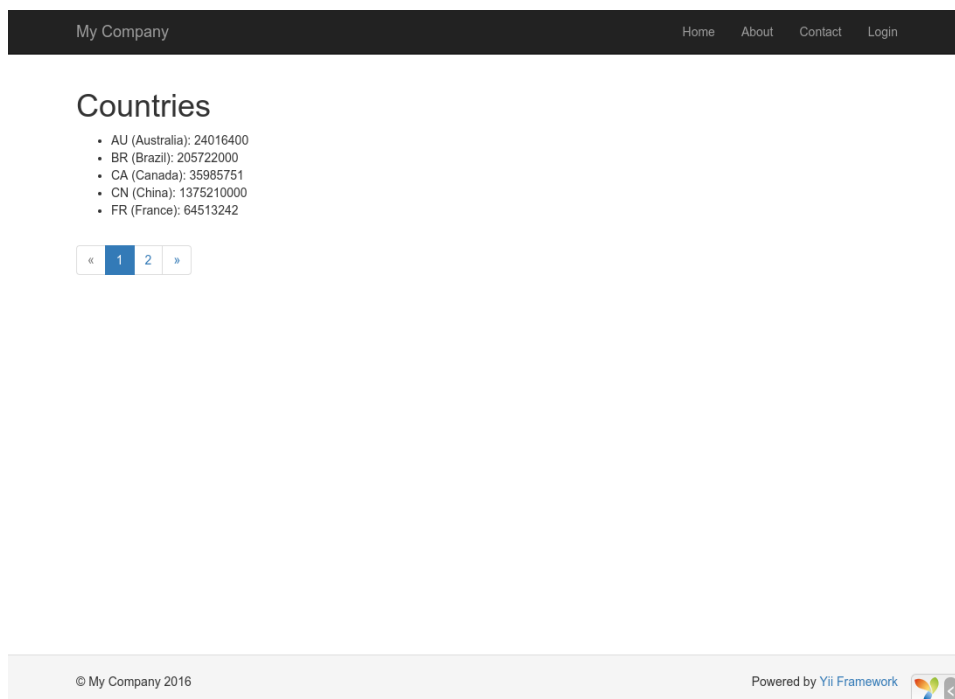 My Company Home About Contact Login
Countries
• AU (Australia): 24016400
• BR (Brazil): 205722000
• CA (Canada): 35985751
• CN (China): 1375210000
• FR (France): 64513242
« 1 2 »
© My Company 2016 Powered by Yii Framework